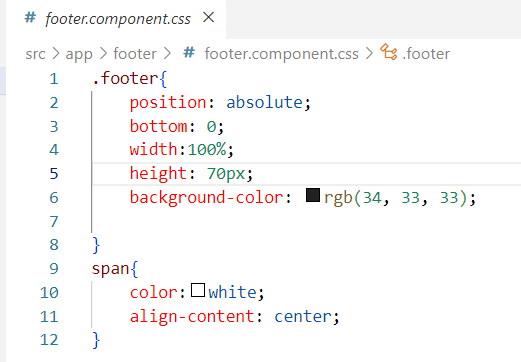 # footer.component.css ×
src > app > footer > # footer.component.css > .footer
1 .footer{
2 position: absolute;
3 bottom: 0;
4 width:100%;
5 height: 70px;
6 background-color: rgb(34, 33, 33);
7
8 }
9 span{
10 color: white;
11 align-content: center;
12 }